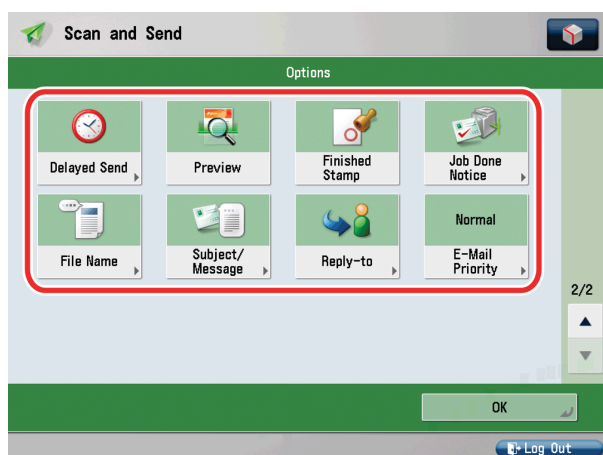 Scan and Send
Options
Delayed Send
Preview
Finished
Stamp
Job Done
Notice
File Name
Subject/
Message
Reply-to
Normal
E-Mail
Priority
2/2
OK
Log Out